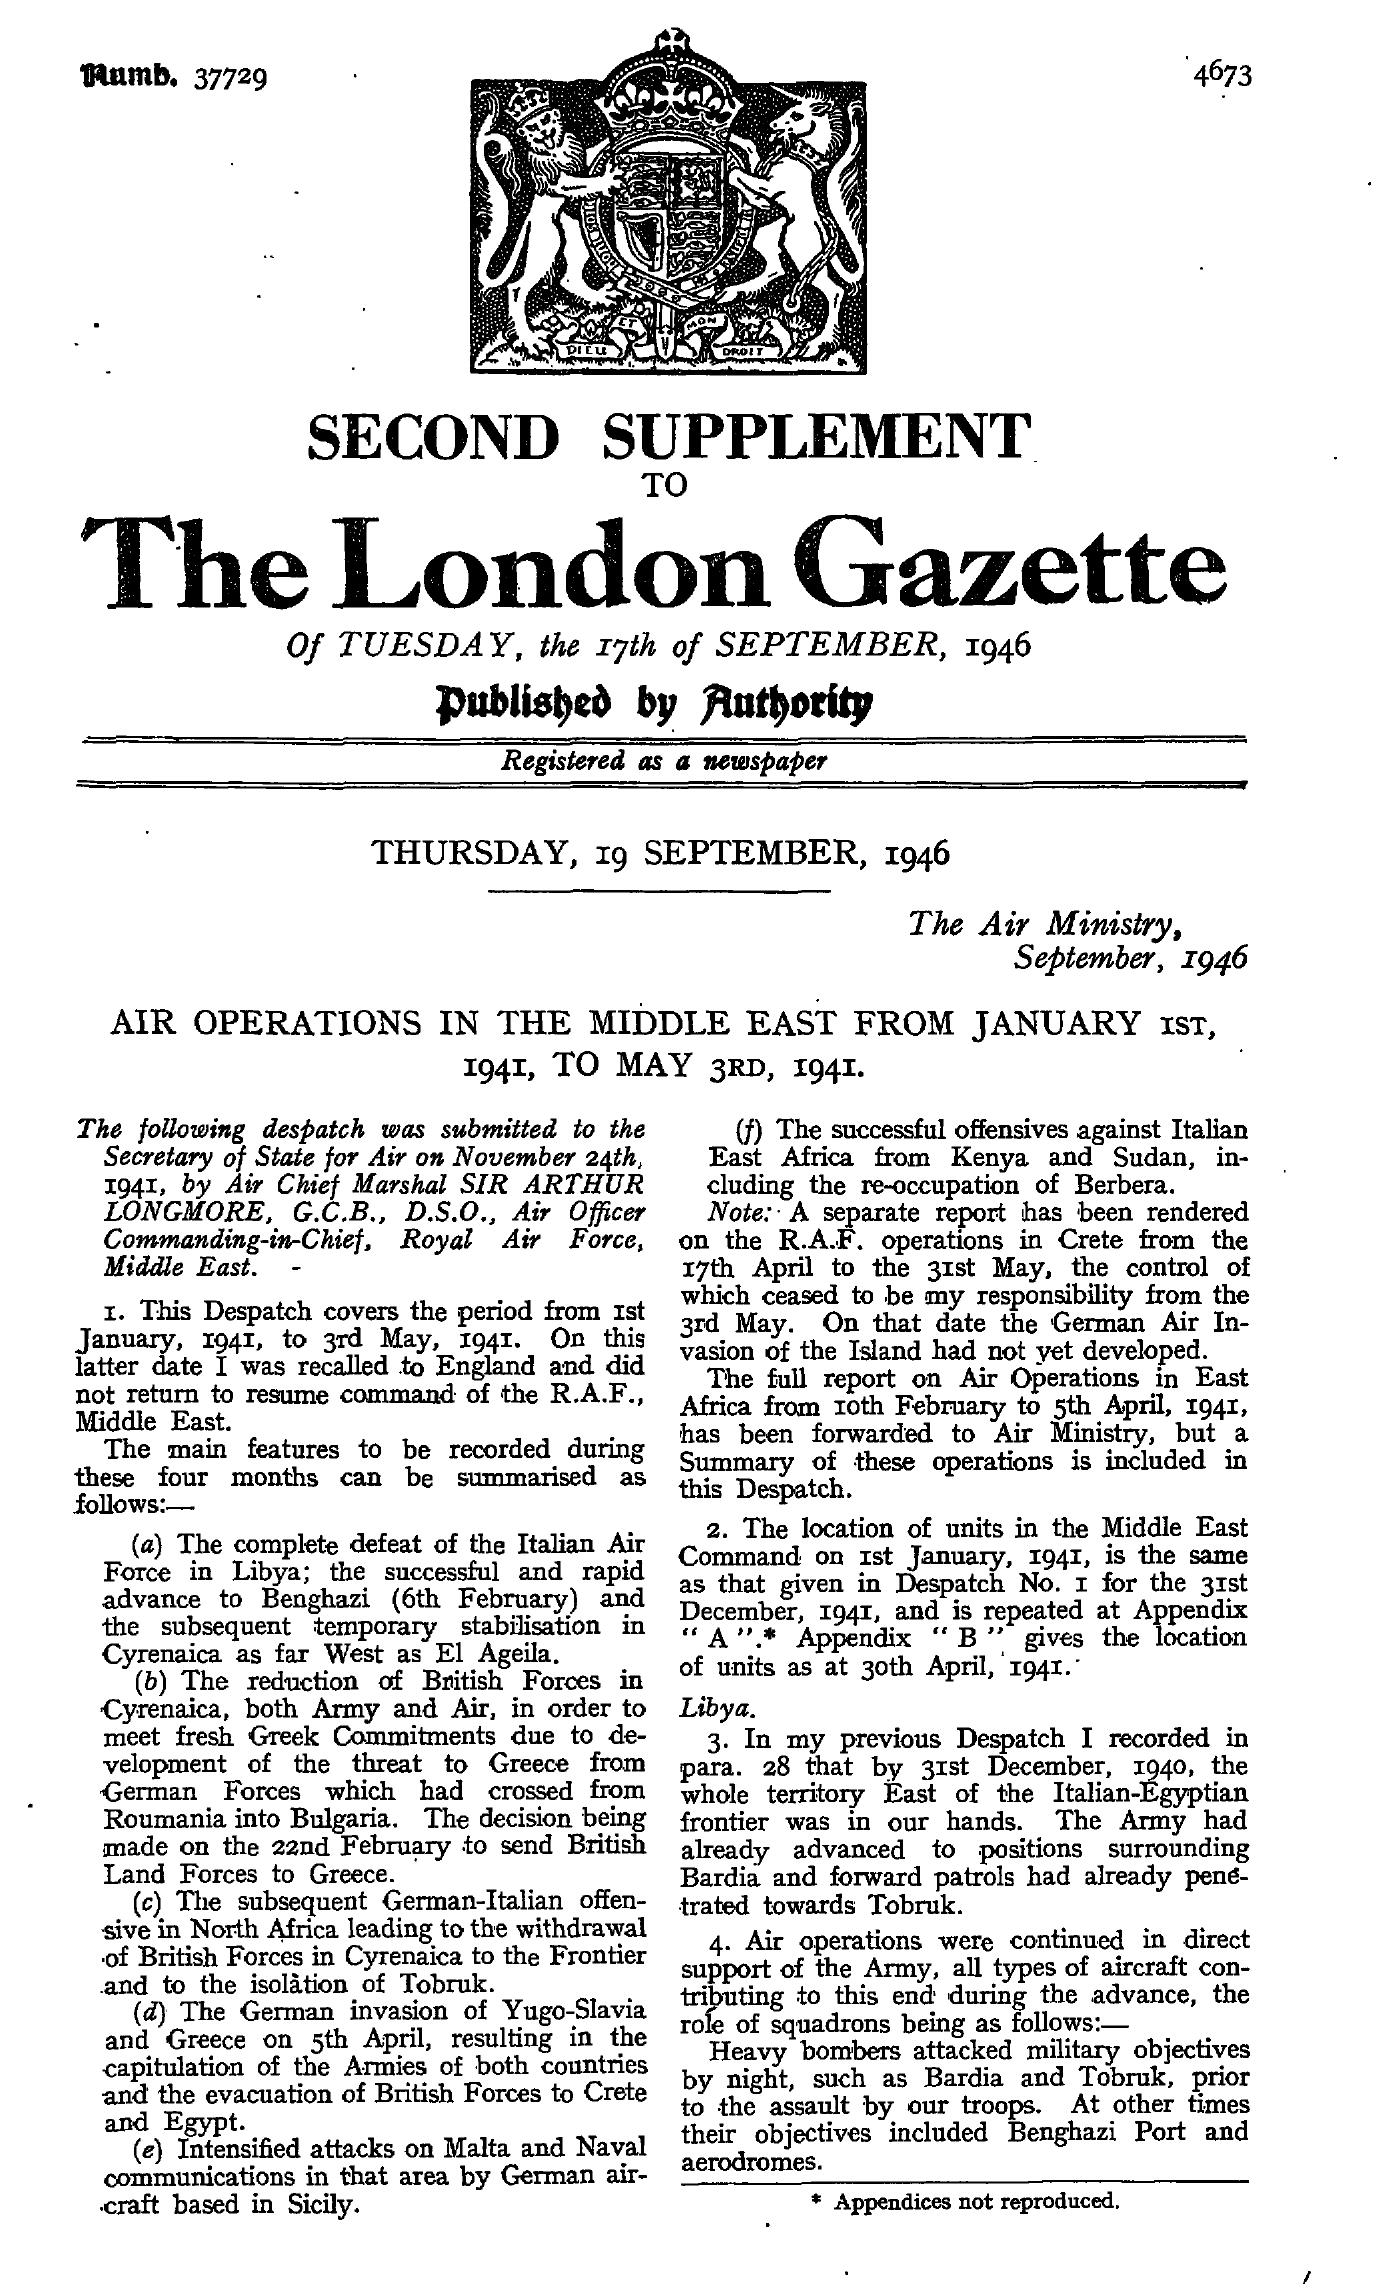 Numb. 37729
4673
DIEU ET MON DROIT
SECOND SUPPLEMENT
TO
The London Gazette
Of TUESDAY, the 17th of SEPTEMBER, 1946
Published by Authority
Registered as a newspaper
THURSDAY, 19 SEPTEMBER, 1946
The Air Ministry,
September, 1946
AIR OPERATIONS IN THE MIDDLE EAST FROM JANUARY 1ST,
1941, TO MAY 3RD, 1941.
The following despatch was submitted to the
Secretary of State for Air on November 24th,
1941, by Air Chief Marshal SIR ARTHUR
LONGMORE, G.C.B., D.S.O., Air Officer
Commanding-in-Chief, Royal Air Force,
Middle East. -
1. This Despatch covers the period from 1st
January, 1941, to 3rd May, 1941. On this
latter date I was recalled to England and did
not return to resume command of the R.A.F.,
Middle East.
The main features to be recorded during
these four months can be summarised as
follows:—
(a) The complete defeat of the Italian Air
Force in Libya; the successful and rapid
advance to Benghazi (6th February) and
the subsequent temporary stabilisation in
Cyrenaica as far West as El Ageila.
(b) The reduction of British Forces in
Cyrenaica, both Army and Air, in order to
meet fresh Greek Commitments due to de-
velopment of the threat to Greece from
German Forces which had crossed from
Roumania into Bulgaria. The decision being
made on the 22nd February to send British
Land Forces to Greece.
(c) The subsequent German-Italian offen-
sive in North Africa leading to the withdrawal
of British Forces in Cyrenaica to the Frontier
and to the isolation of Tobruk.
(d) The German invasion of Yugo-Slavia
and Greece on 5th April, resulting in the
capitulation of the Armies of both countries
and the evacuation of British Forces to Crete
and Egypt.
(e) Intensified attacks on Malta and Naval
communications in that area by German air-
craft based in Sicily.
(f) The successful offensives against Italian
East Africa from Kenya and Sudan, in-
cluding the re-occupation of Berbera.
Note: A separate report has been rendered
on the R.A.F. operations in Crete from the
17th April to the 31st May, the control of
which ceased to be my responsibility from the
3rd May. On that date the German Air In-
vasion of the Island had not yet developed.
The full report on Air Operations in East
Africa from 10th February to 5th April, 1941,
has been forwarded to Air Ministry, but a
Summary of these operations is included in
this Despatch.
2. The location of units in the Middle East
Command on 1st January, 1941, is the same
as that given in Despatch No. 1 for the 31st
December, 1941, and is repeated at Appendix
" A ".* Appendix " B " gives the location
of units as at 30th April, 1941.
Libya.
3. In my previous Despatch I recorded in
para. 28 that by 31st December, 1940, the
whole territory East of the Italian-Egyptian
frontier was in our hands. The Army had
already advanced to positions surrounding
Bardia and forward patrols had already pene-
trated towards Tobruk.
4. Air operations were continued in direct
support of the Army, all types of aircraft con-
tributing to this end during the advance, the
role of squadrons being as follows:—
Heavy bombers attacked military objectives
by night, such as Bardia and Tobruk, prior
to the assault by our troops. At other times
their objectives included Benghazi Port and
aerodromes.
* Appendices not reproduced.